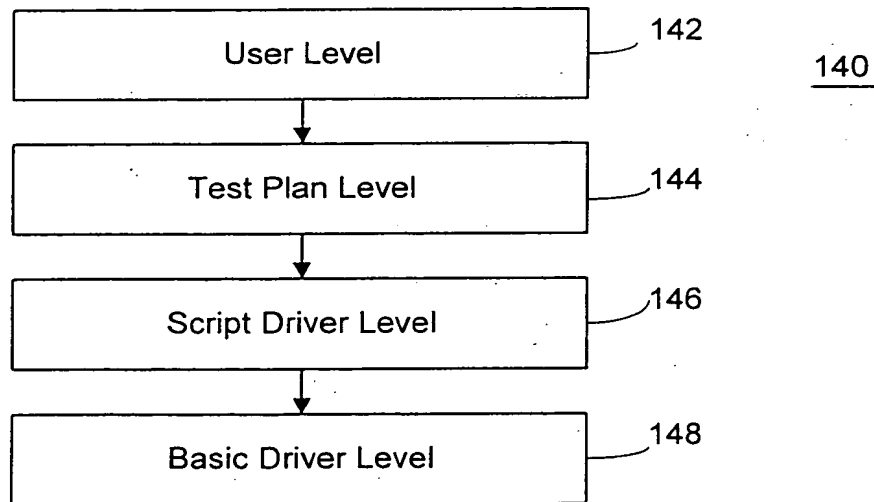 User Level
142
140
Test Plan Level
144
Script Driver Level
146
Basic Driver Level
148